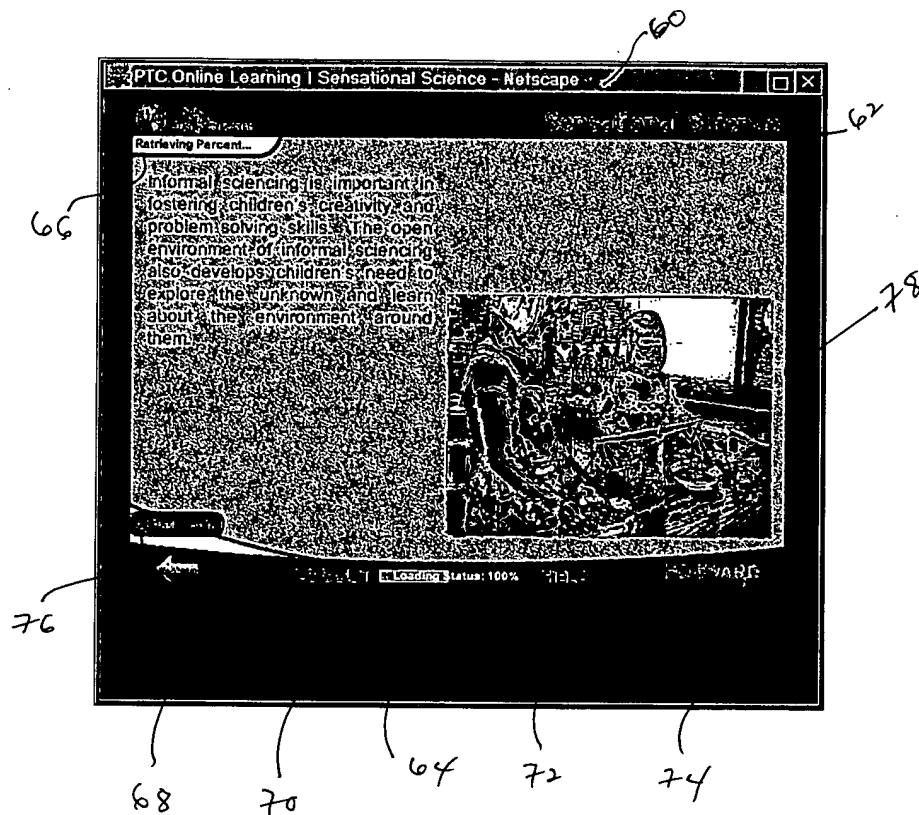 60
PTC Online Learning | Sensational Science - Netscape
Sensational Science
62
Retrieving Percent...
66
Informal sciencing is important in
fostering children's creativity and
problem solving skills. The open
environment of informal sciencing
also develops children's need to
explore the unknown and learn
about the environment around
them.
78
Loading Status: 100%
HELP
FORWARD
76
68
70
64
72
74